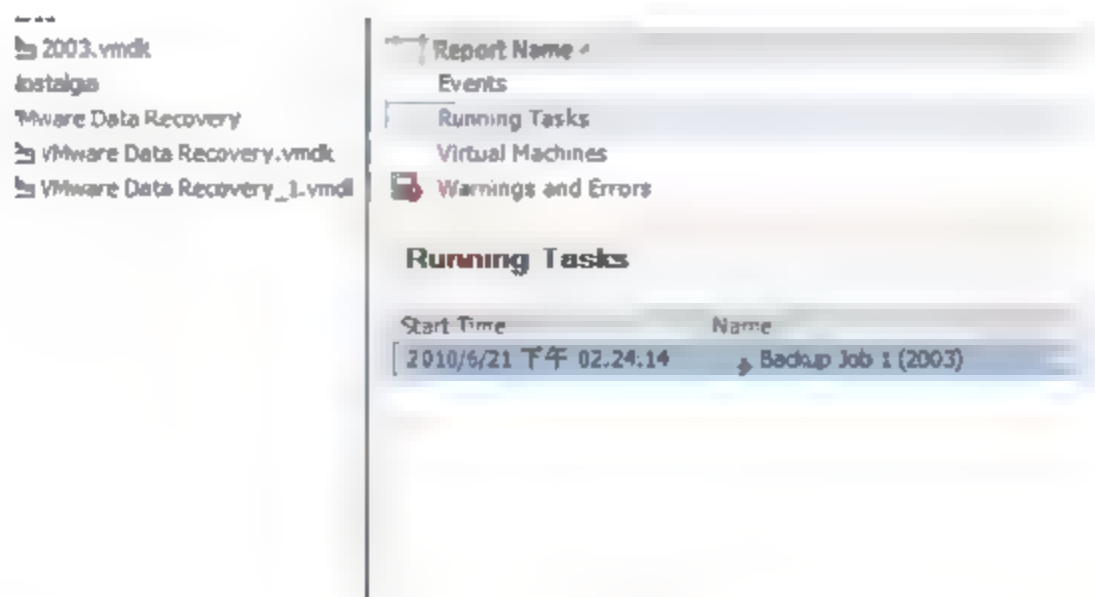 2003.vmdk
VMware Data Recovery.vmdk
VMware Data Recovery_1.vmd
Mware Data Recovery
Report Name
Events
Running Tasks
Virtual Machines
Warnings and Errors
Running Tasks
Start Time Name
2010/6/21 下午 02:24:14 Backup Job 1 (2003)